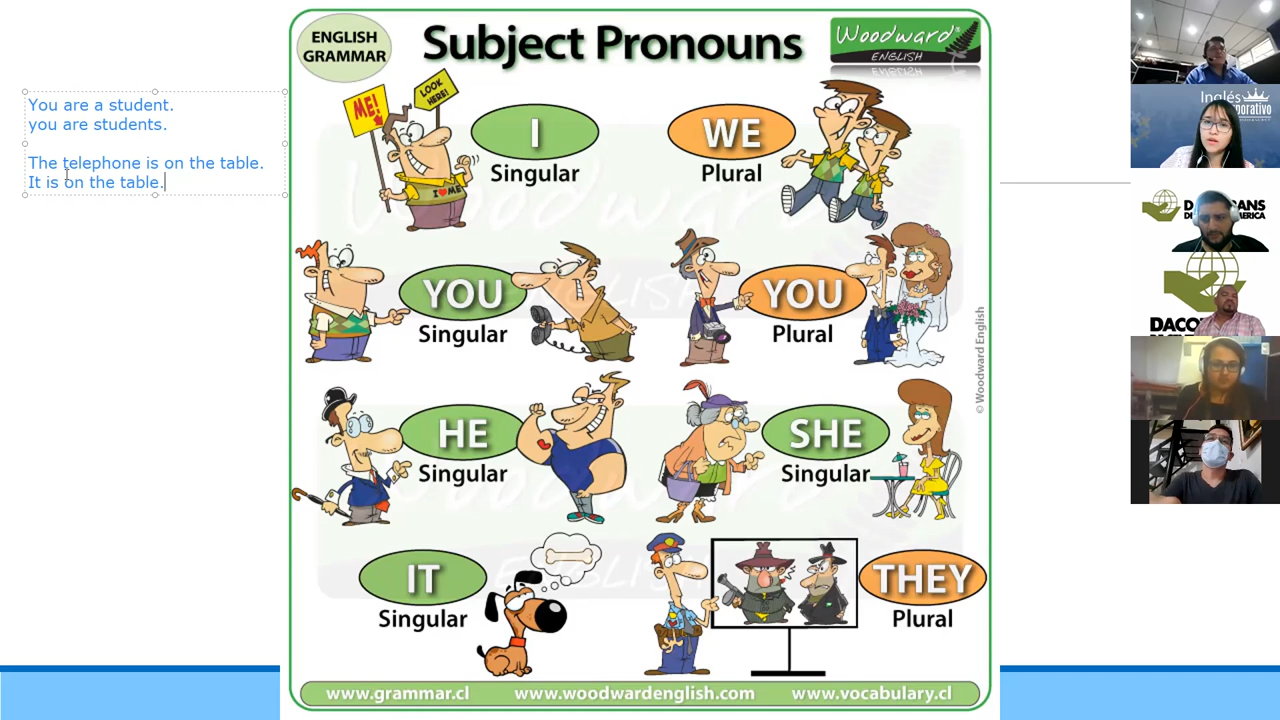 You are a student.
you are students.
The telephone is on the table.
It is on the table.
ENGLISH
GRAMMAR
Subject Pronouns
Woodward®
ENGLISH
ME!
LOOK
HERE!
I
Singular
WE
Plural
I ♥ ME
YOU
Singular
YOU
Plural
HE
Singular
SHE
Singular
IT
Singular
THEY
Plural
© Woodward English
www.grammar.cl
www.woodwardenglish.com
www.vocabulary.cl
Inglés